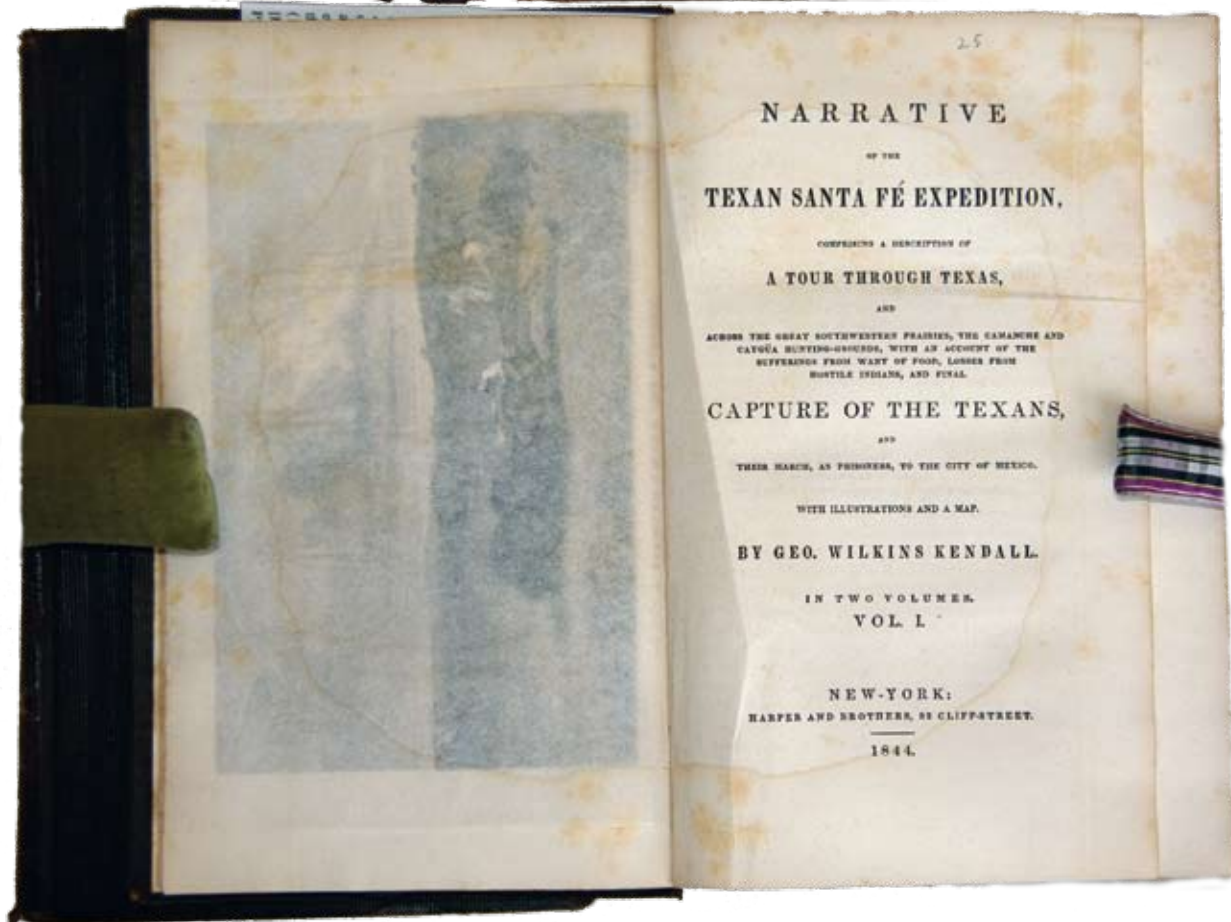 25
NARRATIVE
OF THE
TEXAN SANTA FÉ EXPEDITION,
COMPRISING A DESCRIPTION OF
A TOUR THROUGH TEXAS,
AND
ACROSS THE GREAT SOUTHWESTERN PRAIRIES, THE CAMANCHE AND
CAYGÜA HUNTING-GROUNDS, WITH AN ACCOUNT OF THE
SUFFERINGS FROM WANT OF FOOD, LOSSES FROM
HOSTILE INDIANS, AND FINAL
CAPTURE OF THE TEXANS,
AND
THEIR MARCH, AS PRISONERS, TO THE CITY OF MEXICO.
WITH ILLUSTRATIONS AND A MAP.
BY GEO. WILKINS KENDALL.
IN TWO VOLUMES.
VOL. I.
NEW-YORK:
HARPER AND BROTHERS, 82 CLIFF-STREET.
1844.